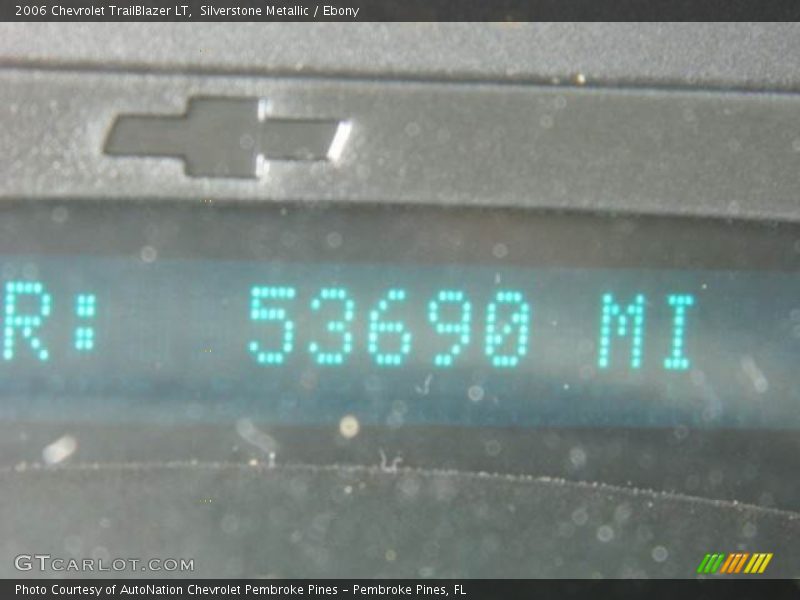 2006 Chevrolet TrailBlazer LT, Silverstone Metallic / Ebony
R: 53690 MI
GTCARLOT.COM
Photo Courtesy of AutoNation Chevrolet Pembroke Pines – Pembroke Pines, FL